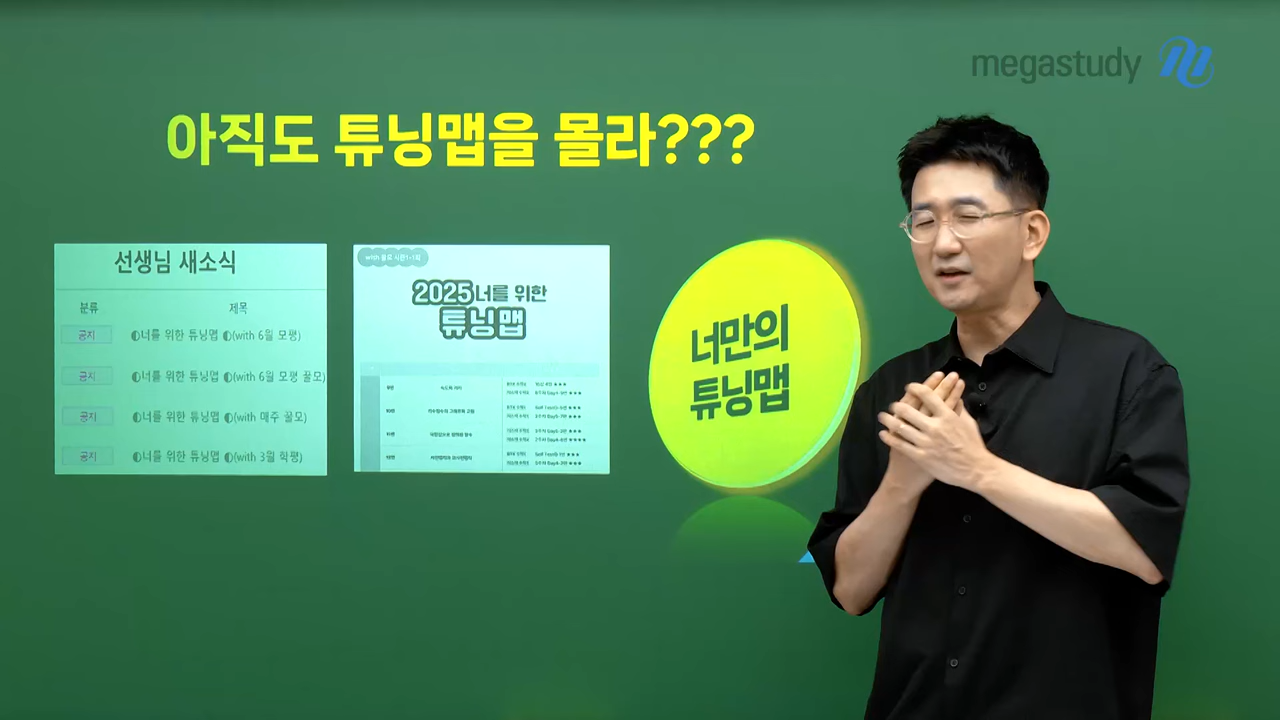 megastudy
아직도 튜닝맵을 몰라???
선생님 새소식
분류 제목
공지 ◐너를 위한 튜닝맵 ◐(with 6월 모평)
공지 ◐너를 위한 튜닝맵 ◐(with 6월 모평 꿀모)
공지 ◐너를 위한 튜닝맵 ◐(with 매주 꿀모)
공지 ◐너를 위한 튜닝맵 ◐(with 3월 학평)
2025 너를 위한
튜닝맵
너만의
튜닝맵